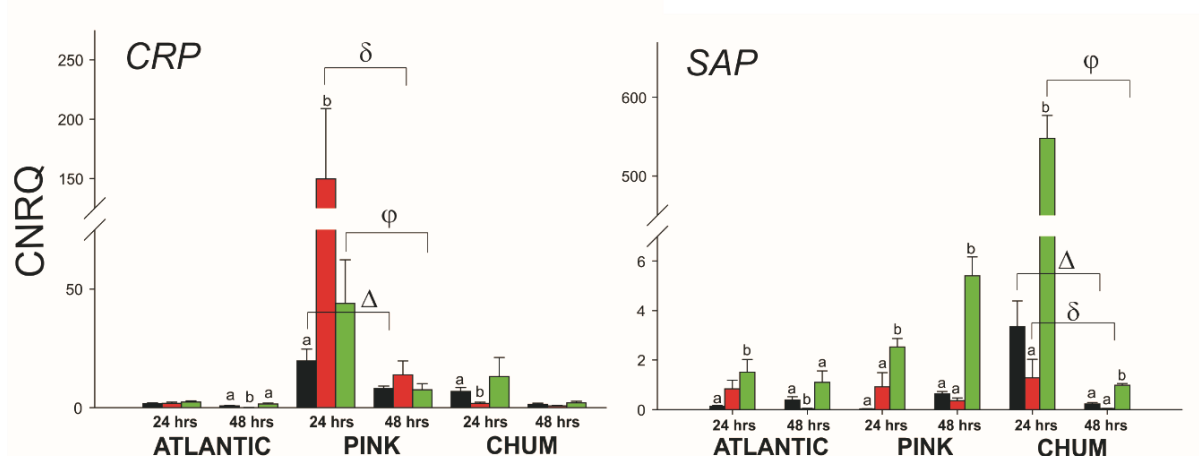 CRP
CNRQ
250
200
150
50
0
δ
b
φ
Δ
a
a b a
a b
24 hrs 48 hrs 24 hrs 48 hrs 24 hrs 48 hrs
ATLANTIC PINK CHUM
SAP
600
500
6
4
2
0
φ
b
Δ
δ
a b
a b a
a a b
a a b
a
a a b
24 hrs 48 hrs 24 hrs 48 hrs 24 hrs 48 hrs
ATLANTIC PINK CHUM